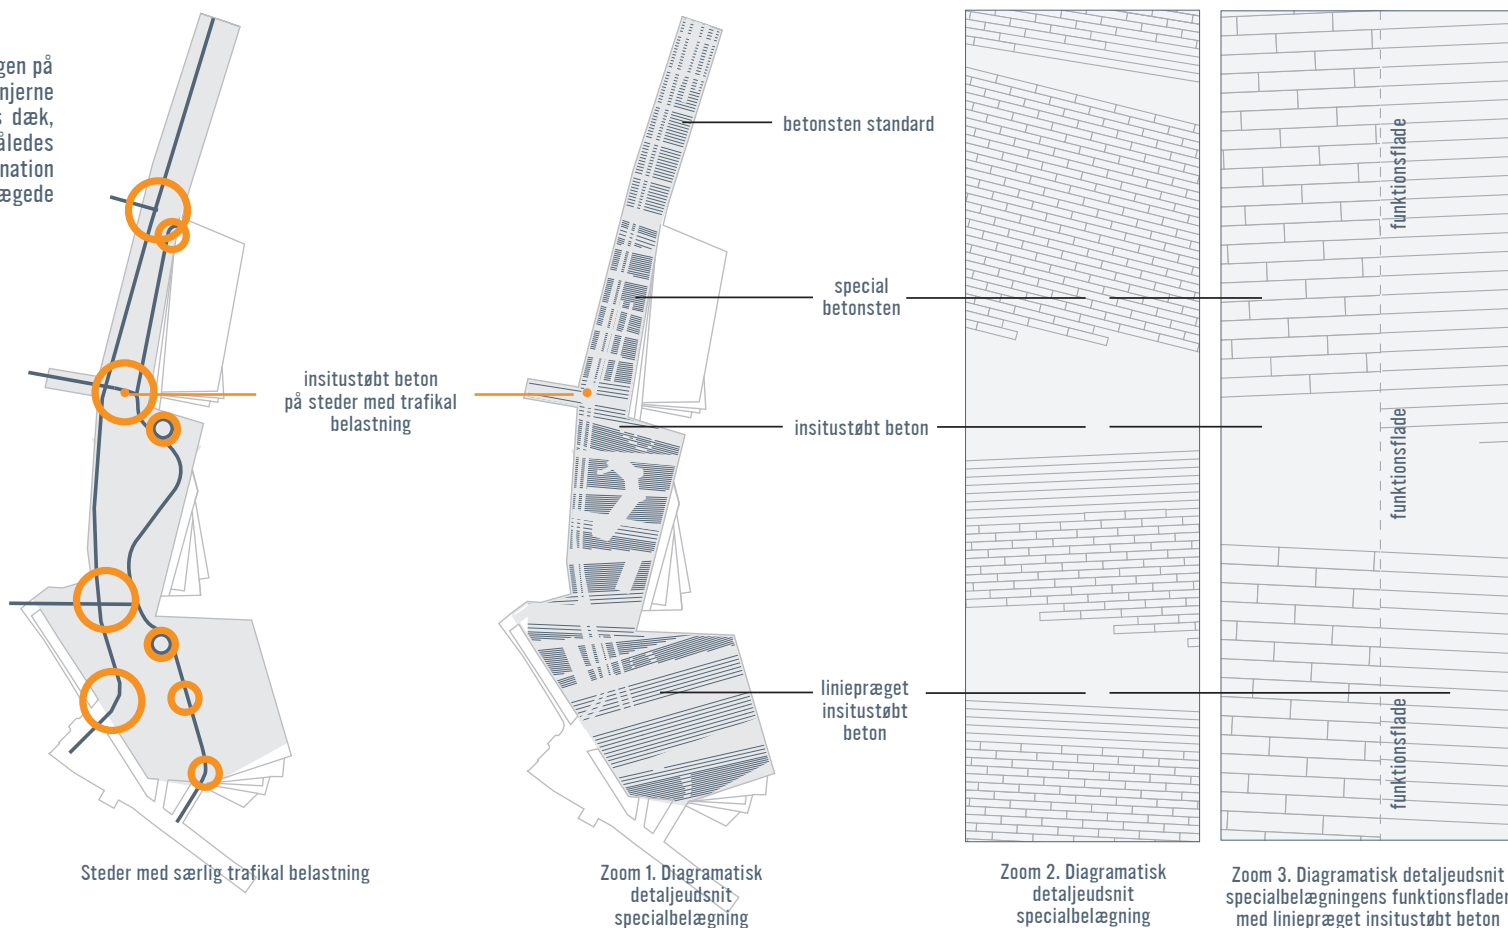 gen på
njerne
s dæk,
åledes
nation
ægede
insitustøbt beton
på steder med trafikal
belastning
Steder med særlig trafikal belastning
betonsten standard
special
betonsten
insitustøbt beton
liniepræget
insitustøbt
beton
Zoom 1. Diagramatisk
detaljeudsnit
specialbelægning
Zoom 2. Diagramatisk
detaljeudsnit
specialbelægning
funktionsflade
funktionsflade
funktionsflade
Zoom 3. Diagramatisk detaljeudsnit
specialbelægningens funktionsflader
med liniepræget insitustøbt beton